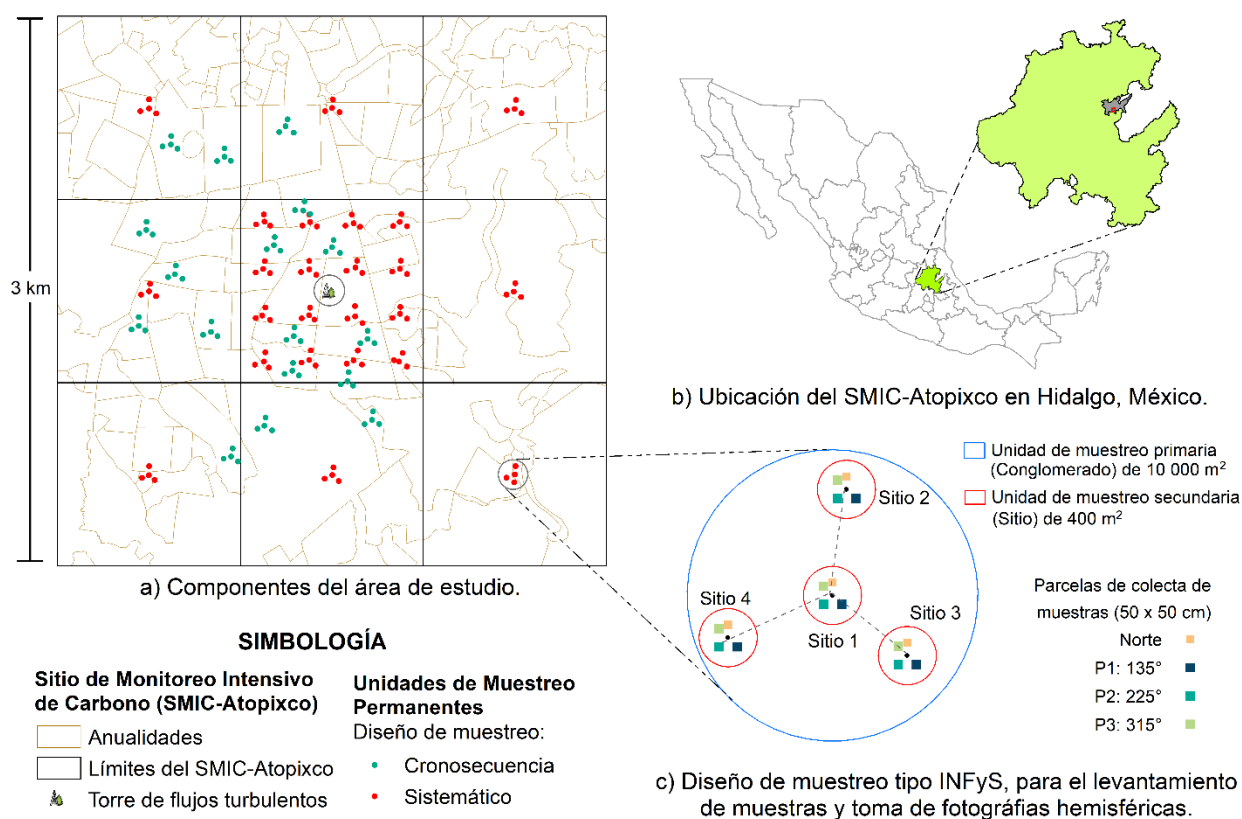 3 km
a) Componentes del área de estudio.
b) Ubicación del SMIC-Atopixco en Hidalgo, México.
SIMBOLOGÍA
Sitio de Monitoreo Intensivo
de Carbono (SMIC-Atopixco)
Anualidades
Límites del SMIC-Atopixco
Torre de flujos turbulentos
Unidades de Muestreo
Permanentes
Diseño de muestreo:
Cronosecuencia
Sistemático
Unidad de muestreo primaria
(Conglomerado) de 10 000 m²
Unidad de muestreo secundaria
(Sitio) de 400 m²
Sitio 2
Sitio 4
Sitio 3
Sitio 1
Parcelas de colecta de
muestras (50 x 50 cm)
Norte
P1: 135°
P2: 225°
P3: 315°
c) Diseño de muestreo tipo INFyS, para el levantamiento
de muestras y toma de fotográfias hemisféricas.